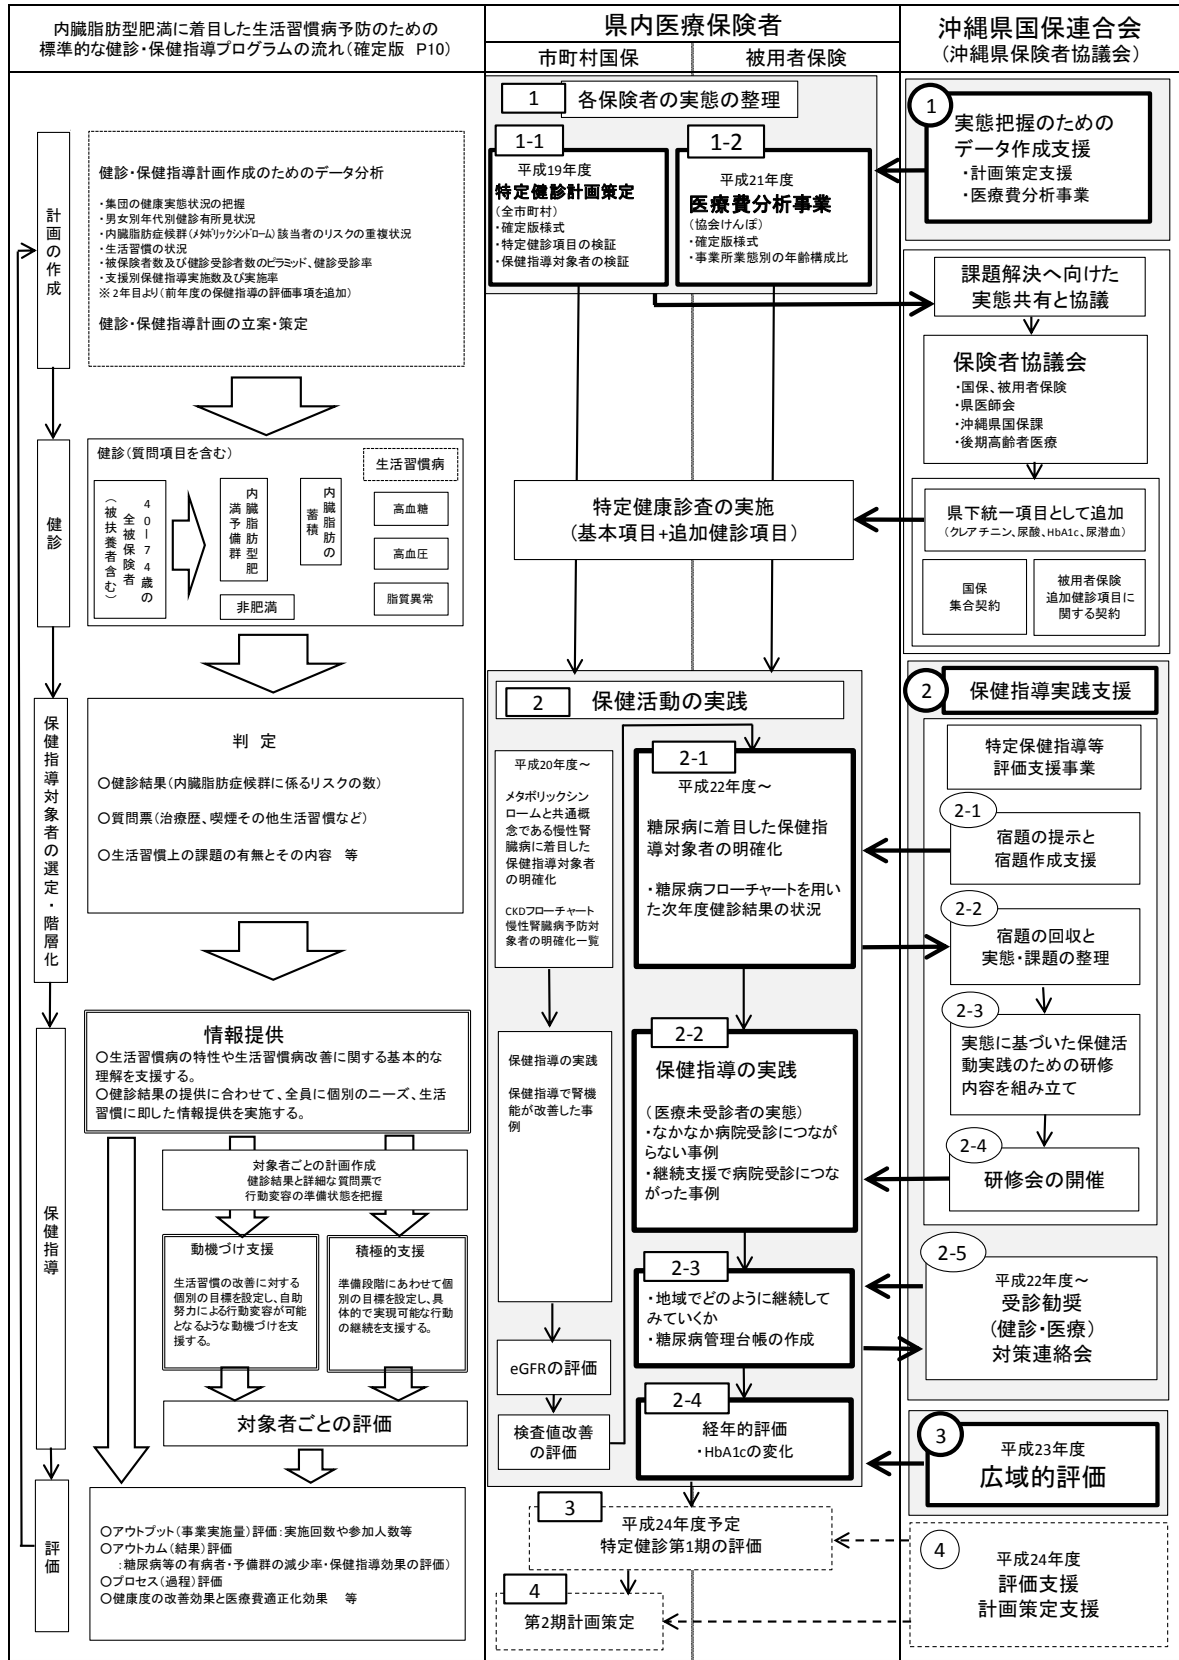 内臓脂肪型肥満に着目した生活習慣病予防のための
標準的な健診・保健指導プログラムの流れ(確定版 P10)
県内医療保険者
市町村国保
被用者保険
沖縄県国保連合会
(沖縄県保険者協議会)
計画の作成
健診・保健指導計画作成のためのデータ分析
・集団の健康実態状況の把握
・男女別年代別健診有所見状況
・内臓脂肪症候群(メタボリックシンドローム)該当者のリスクの重複状況
・生活習慣の状況
・被保険者数及び健診受診者数のピラミッド、健診受診率
・支援別保健指導実施数及び実施率
※2年目より(前年度の保健指導の評価事項を追加)
健診・保健指導計画の立案・策定
健診
健診(質問項目を含む)
生活習慣病
40ー74歳の
全被保険者
(被扶養者含む)
内臓脂肪型肥
満予備群
内臓脂肪の
蓄積
高血糖
高血圧
脂質異常
非肥満
保健指導対象者の選定・階層化
判 定
○健診結果(内臓脂肪症候群に係るリスクの数)
○質問票(治療歴、喫煙その他生活習慣など)
○生活習慣上の課題の有無とその内容 等
保健指導
情報提供
○生活習慣病の特性や生活習慣病改善に関する基本的な
理解を支援する。
○健診結果の提供に合わせて、全員に個別のニーズ、生活
習慣に即した情報提供を実施する。
対象者ごとの計画作成
健診結果と詳細な質問票で
行動変容の準備状態を把握
動機づけ支援
生活習慣の改善に対する
個別の目標を設定し、自助
努力による行動変容が可能
となるような動機づけを支
援する。
積極的支援
準備段階にあわせて個
別の目標を設定し、具
体的で実現可能な行動
の継続を支援する。
対象者ごとの評価
評価
○アウトプット(事業実施量)評価:実施回数や参加人数等
○アウトカム(結果)評価
:糖尿病等の有病者・予備群の減少率・保健指導効果の評価)
○プロセス(過程)評価
○健康度の改善効果と医療費適正化効果 等
1
各保険者の実態の整理
1-1
平成19年度
特定健診計画策定
(全市町村)
・確定版様式
・特定健診項目の検証
・保健指導対象者の検証
1-2
平成21年度
医療費分析事業
(協会けんぽ)
・確定版様式
・事業所業態別の年齢構成比
特定健康診査の実施
(基本項目+追加健診項目)
2
保健活動の実践
平成20年度~
メタボリックシン
ロームと共通概
念である慢性腎
臓病に着目した
保健指導対象者
の明確化
CKDフローチャート
慢性腎臓病予防対
象者の明確化一覧
保健指導の実践
保健指導で腎機
能が改善した事
例
eGFRの評価
検査値改善
の評価
2-1
平成22年度~
糖尿病に着目した保健指
導対象者の明確化
・糖尿病フローチャートを用い
た次年度健診結果の状況
2-2
保健指導の実践
(医療未受診者の実態)
・なかなか病院受診につなが
らない事例
・継続支援で病院受診につな
がった事例
2-3
・地域でどのように継続して
みていくか
・糖尿病管理台帳の作成
2-4
経年的評価
・HbA1cの変化
3
平成24年度予定
特定健診第1期の評価
4
第2期計画策定
1
実態把握のための
データ作成支援
・計画策定支援
・医療費分析事業
課題解決へ向けた
実態共有と協議
保険者協議会
・国保、被用者保険
・県医師会
・沖縄県国保課
・後期高齢者医療
県下統一項目として追加
(クレアチニン、尿酸、HbA1c、尿潜血)
国保
集合契約
被用者保険
追加健診項目に
関する契約
2
保健指導実践支援
特定保健指導等
評価支援事業
2-1
宿題の提示と
宿題作成支援
2-2
宿題の回収と
実態・課題の整理
2-3
実態に基づいた保健活
動実践のための研修
内容を組み立て
2-4
研修会の開催
2-5
平成22年度~
受診勧奨
(健診・医療)
対策連絡会
3
平成23年度
広域的評価
4
平成24年度
評価支援
計画策定支援